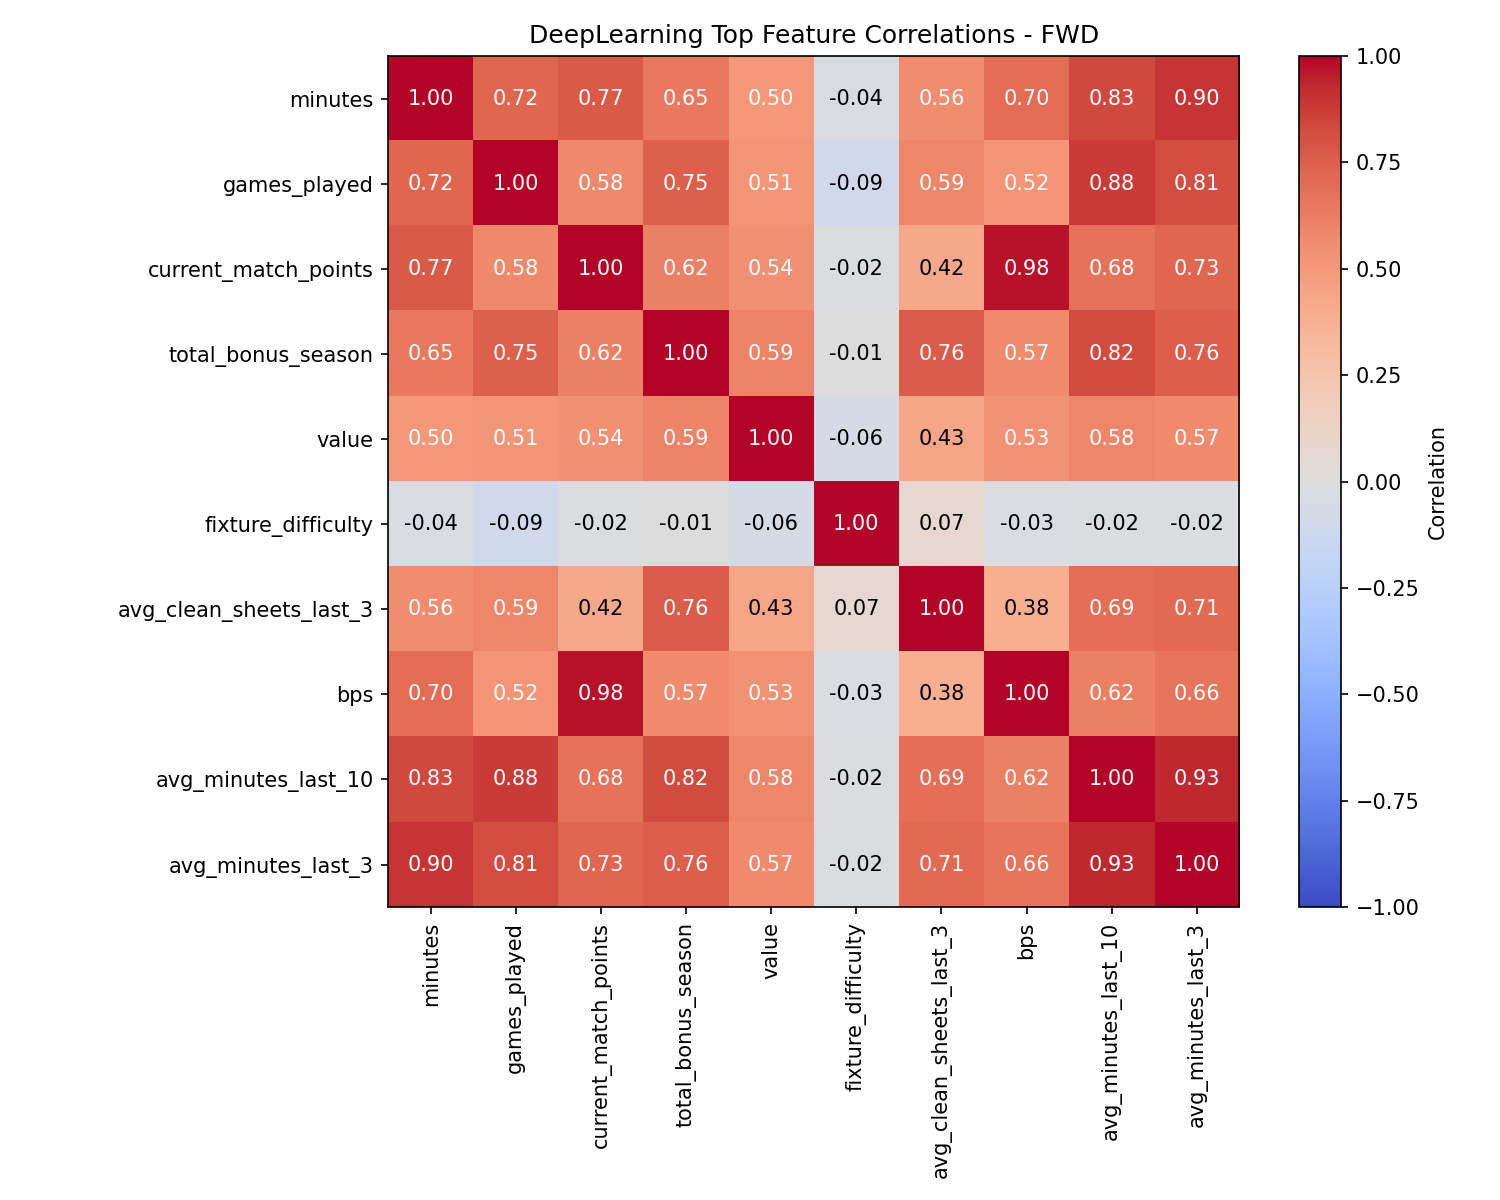 DeepLearning Top Feature Correlations - FWD
minutes 1.00 0.72 0.77 0.65 0.50 -0.04 0.56 0.70 0.83 0.90
games_played 0.72 1.00 0.58 0.75 0.51 -0.09 0.59 0.52 0.88 0.81
current_match_points 0.77 0.58 1.00 0.62 0.54 -0.02 0.42 0.98 0.68 0.73
total_bonus_season 0.65 0.75 0.62 1.00 0.59 -0.01 0.76 0.57 0.82 0.76
value 0.50 0.51 0.54 0.59 1.00 -0.06 0.43 0.53 0.58 0.57
fixture_difficulty -0.04 -0.09 -0.02 -0.01 -0.06 1.00 0.07 -0.03 -0.02 -0.02
avg_clean_sheets_last_3 0.56 0.59 0.42 0.76 0.43 0.07 1.00 0.38 0.69 0.71
bps 0.70 0.52 0.98 0.57 0.53 -0.03 0.38 1.00 0.62 0.66
avg_minutes_last_10 0.83 0.88 0.68 0.82 0.58 -0.02 0.69 0.62 1.00 0.93
avg_minutes_last_3 0.90 0.81 0.73 0.76 0.57 -0.02 0.71 0.66 0.93 1.00
minutes
games_played
current_match_points
total_bonus_season
value
fixture_difficulty
avg_clean_sheets_last_3
bps
avg_minutes_last_10
avg_minutes_last_3
1.00
0.75
0.50
0.25
0.00
−0.25
−0.50
−0.75
−1.00
Correlation